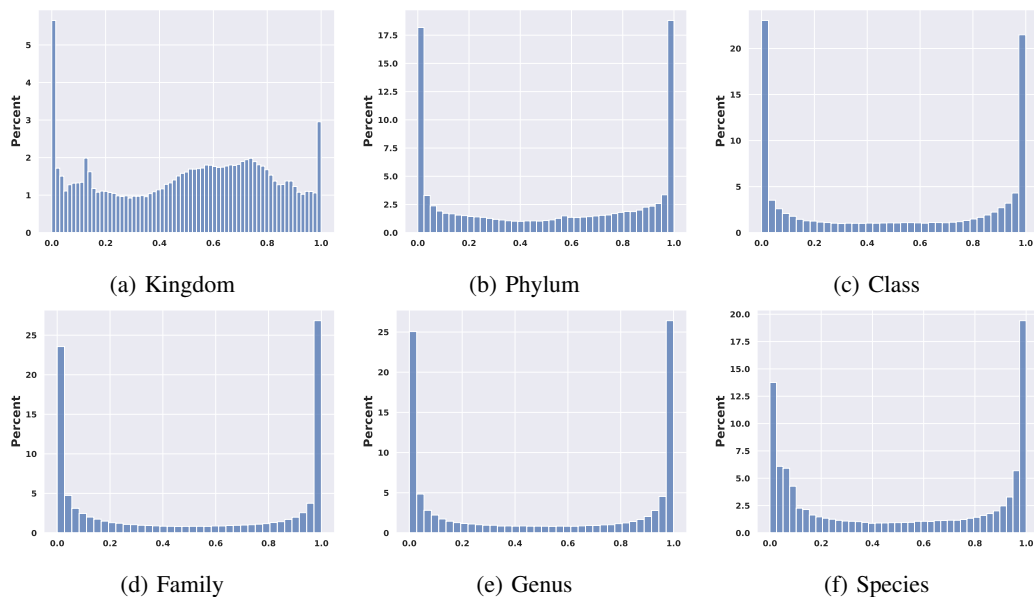 Percent
5
4
3
2
1
0
0.0 0.2 0.4 0.6 0.8 1.0
(a) Kingdom
Percent
17.5
15.0
12.5
10.0
7.5
5.0
2.5
0.0
0.0 0.2 0.4 0.6 0.8 1.0
(b) Phylum
Percent
20
15
10
5
0
0.0 0.2 0.4 0.6 0.8 1.0
(c) Class
Percent
25
20
15
10
5
0
0.0 0.2 0.4 0.6 0.8 1.0
(d) Family
Percent
25
20
15
10
5
0
0.0 0.2 0.4 0.6 0.8 1.0
(e) Genus
Percent
20.0
17.5
15.0
12.5
10.0
7.5
5.0
2.5
0.0
0.0 0.2 0.4 0.6 0.8 1.0
(f) Species